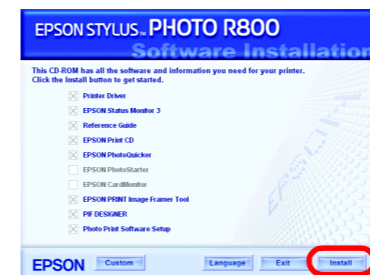 EPSON STYLUS™ PHOTO R800
Software Installation
This CD-ROM has all the software and information you need for your printer.
Click the Install button to get started.
Printer Driver
EPSON Status Monitor 3
Reference Guide
EPSON Print CD
EPSON PhotoQuicker
EPSON PhotoStarter
EPSON CardMonitor
EPSON PRINT Image Framer Tool
PIF DESIGNER
Photo Print Software Setup
EPSON
Custom
Language
Exit
Install